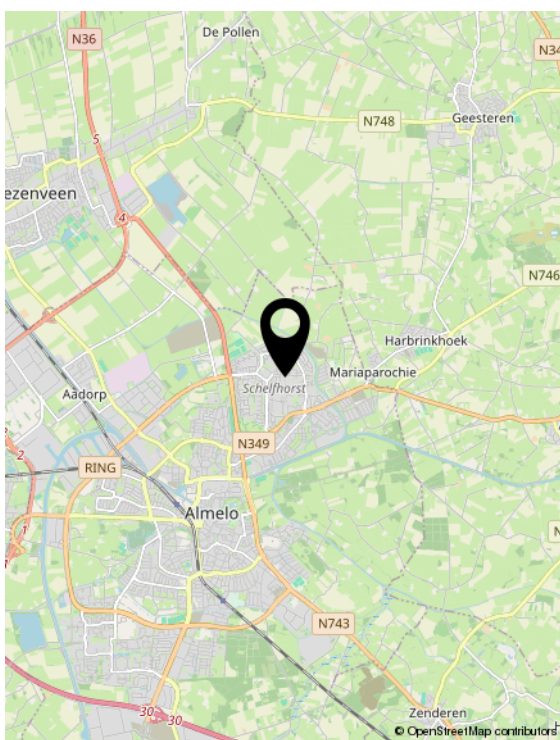 De Pollen
N36
N34
5
Geesteren
N748
ezenveen
4
N746
Harbrinkhoek
Mariaparochie
Schelfhorst
Aadorp
2
N349
RING
Almelo
1
1
N
N743
30
30
Zenderen
© OpenStreetMap contributors